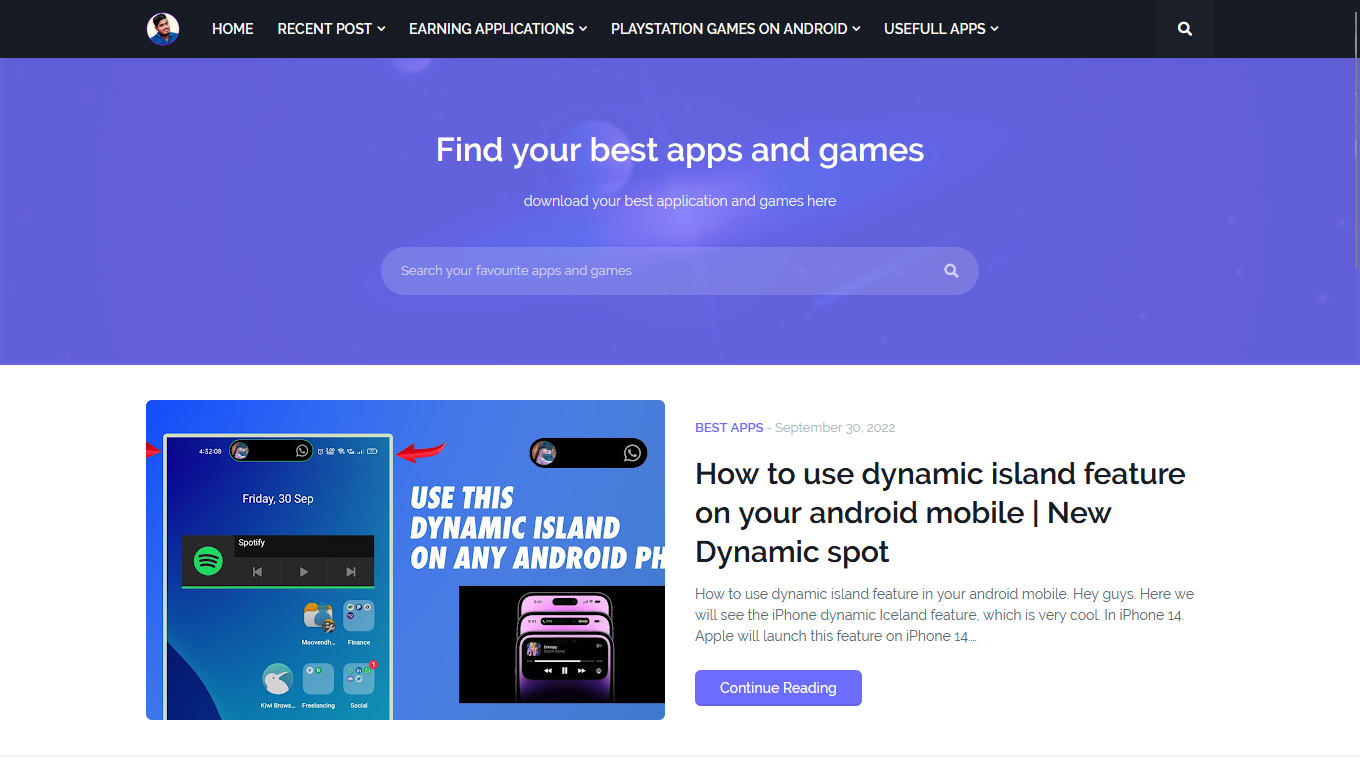 HOME RECENT POST EARNING APPLICATIONS PLAYSTATION GAMES ON ANDROID USEFULL APPS
Find your best apps and games
download your best application and games here
Search your favourite apps and games
4:32:08
Friday, 30 Sep
Spotify
Moovendh... Finance
1
Kiwi Brows... Freelancing Social
USE THIS
DYNAMIC ISLAND
ON ANY ANDROID PH
9:41
9:41
BEST APPS - September 30, 2022
How to use dynamic island feature
on your android mobile | New
Dynamic spot
How to use dynamic island feature in your android mobile. Hey guys. Here we
will see the iPhone dynamic Iceland feature, which is very cool. In iPhone 14.
Apple will launch this feature on iPhone 14.…
Continue Reading